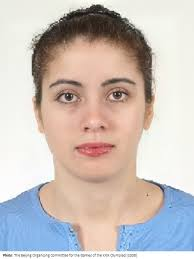 Photo: The Beijing Organizing Committee for the Games of the XXIX Olympiad (2008)